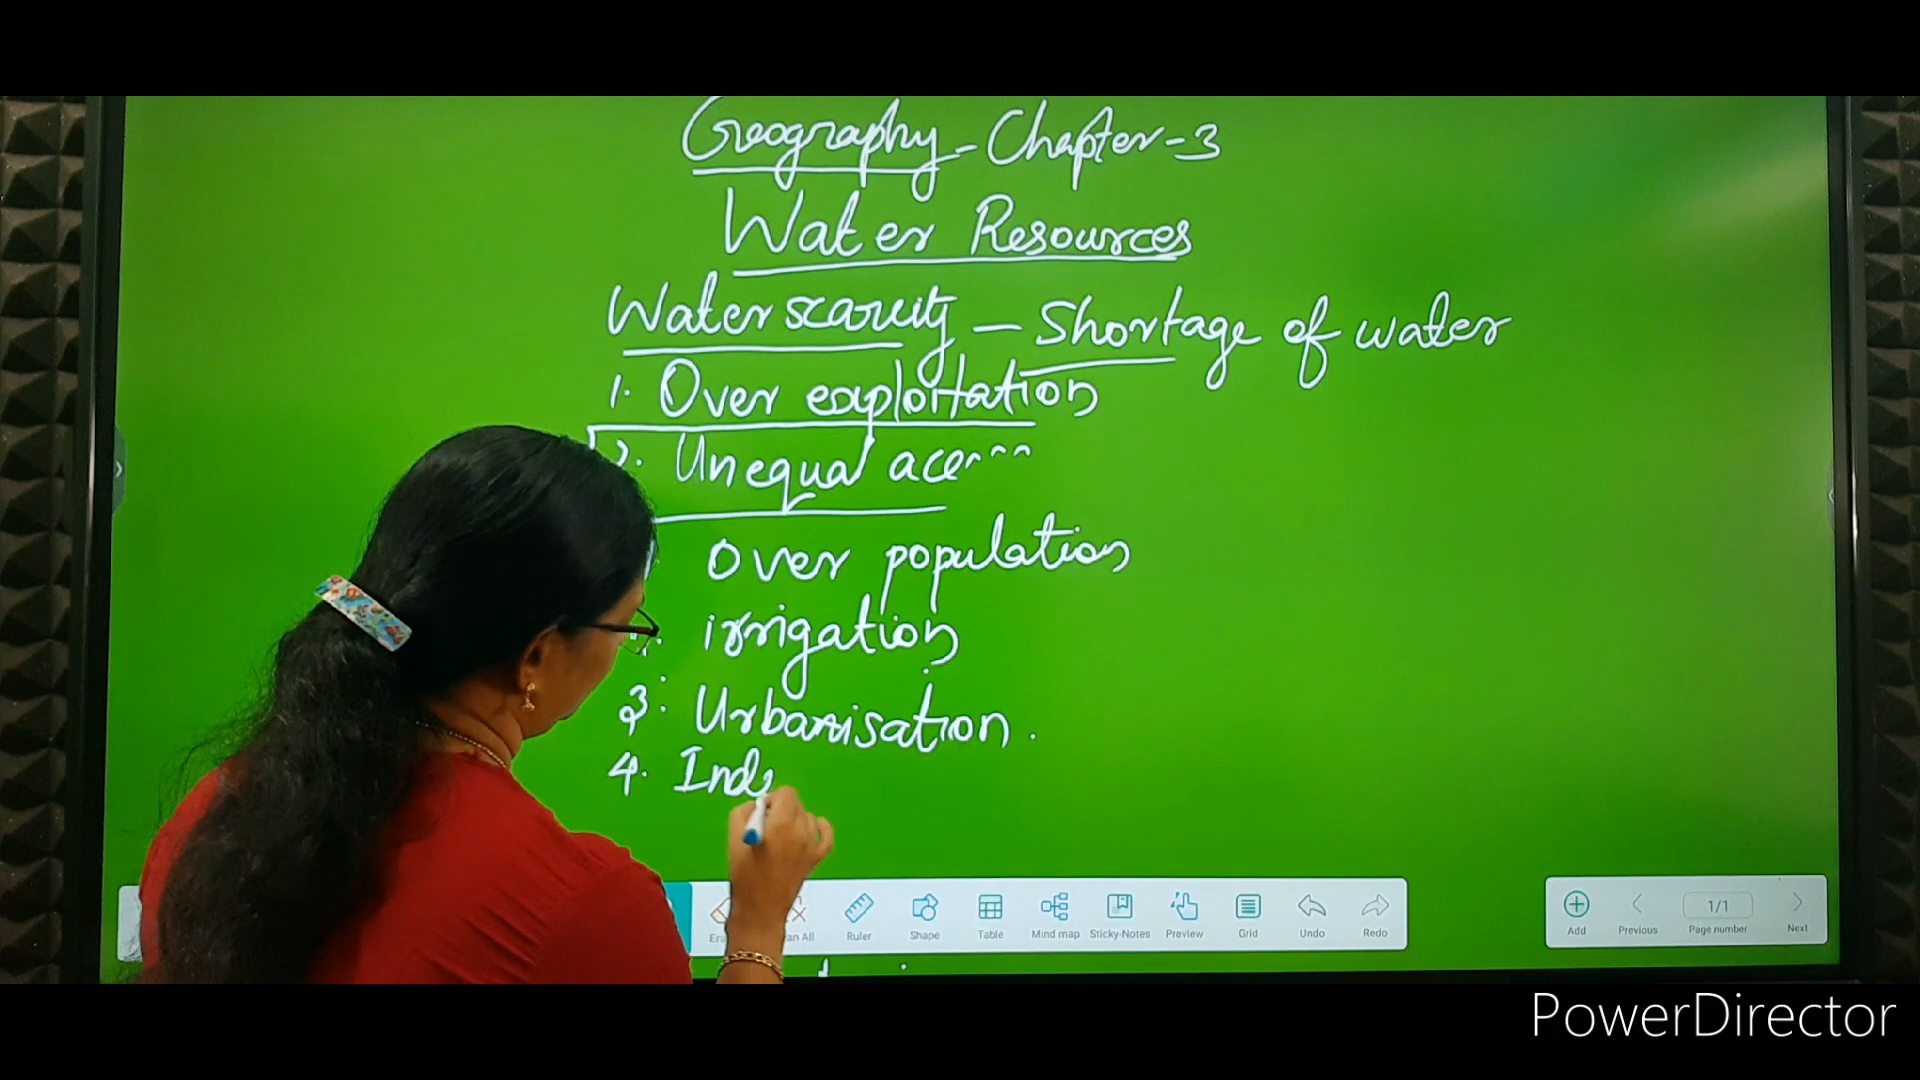 Geography - Chapter-3
Water Resources
Water scarcity - Shortage of water
1. Over exploitation
2. Unequal
Over population
irrigation
3. Urbanisation.
4. Ind
Ruler
Shape
Table
Mind map
Sticky-Notes
Preview
Grid
Undo
Redo
Add
Previous
1/1
Page number
Next
PowerDirector